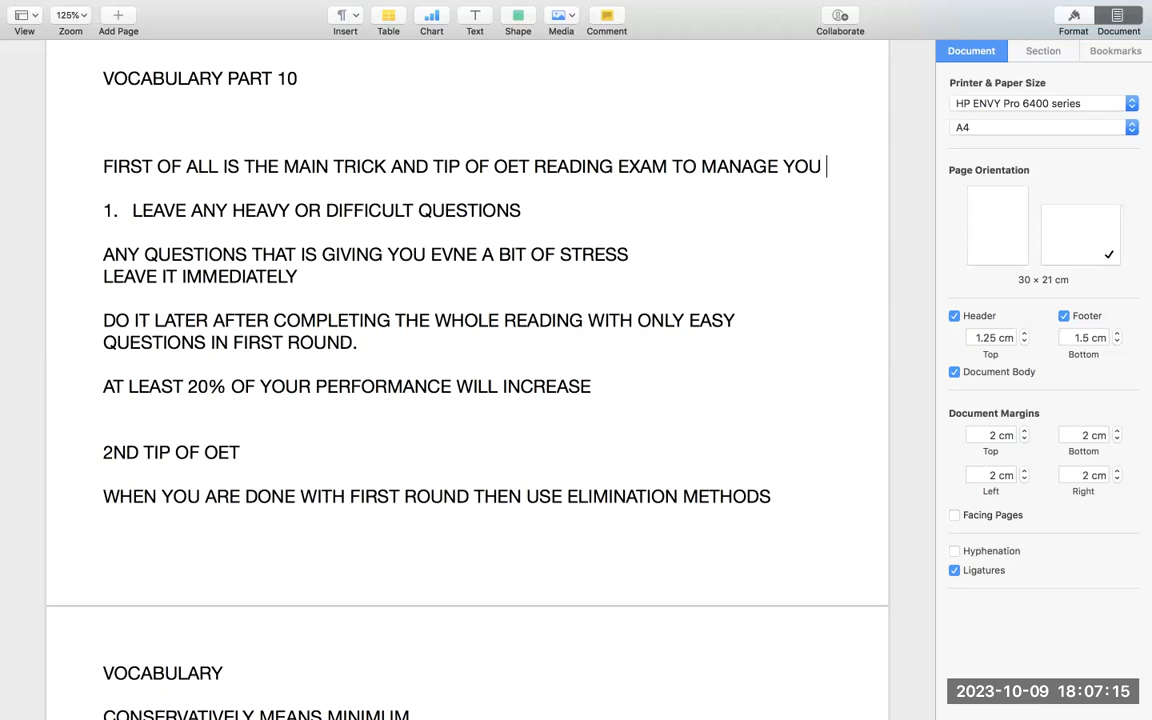 125%
View
Zoom
Add Page
Insert
Table
Chart
Text
Shape
Media
Comment
Collaborate
Format
Document
Document
Section
Bookmarks
VOCABULARY PART 10
FIRST OF ALL IS THE MAIN TRICK AND TIP OF OET READING EXAM TO MANAGE YOU
1. LEAVE ANY HEAVY OR DIFFICULT QUESTIONS
ANY QUESTIONS THAT IS GIVING YOU EVNE A BIT OF STRESS
LEAVE IT IMMEDIATELY
DO IT LATER AFTER COMPLETING THE WHOLE READING WITH ONLY EASY
QUESTIONS IN FIRST ROUND.
AT LEAST 20% OF YOUR PERFORMANCE WILL INCREASE
2ND TIP OF OET
WHEN YOU ARE DONE WITH FIRST ROUND THEN USE ELIMINATION METHODS
VOCABULARY
CONSERVATIVELY MEANS MINIMUM
Printer & Paper Size
HP ENVY Pro 6400 series
A4
Page Orientation
30 × 21 cm
Header
Footer
1.25 cm
1.5 cm
Top
Bottom
Document Body
Document Margins
2 cm
2 cm
Top
Bottom
2 cm
2 cm
Left
Right
Facing Pages
Hyphenation
Ligatures
2023-10-09 18:07:15